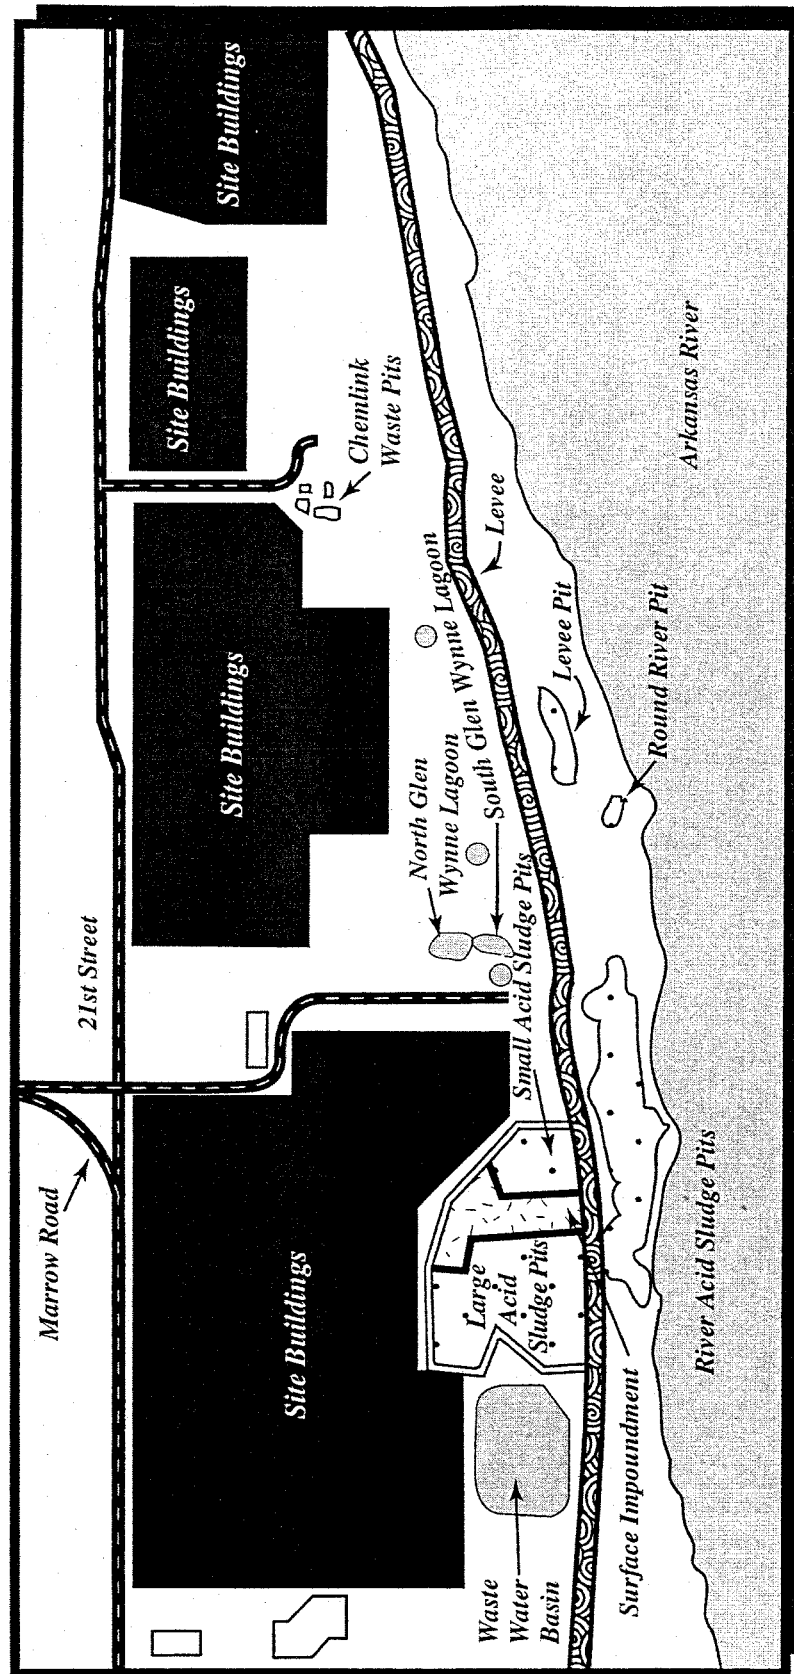 Marrow Road
21st Street
Site Buildings
Site Buildings
Site Buildings
Site Buildings
Chemlink
Waste Pits
North Glen
Wynne Lagoon
South Glen Wynne Lagoon
Small Acid Sludge Pits
Large
Acid
Sludge Pits
Waste
Water
Basin
Levee
Levee Pit
Round River Pit
Surface Impoundment
River Acid Sludge Pits
Arkansas River